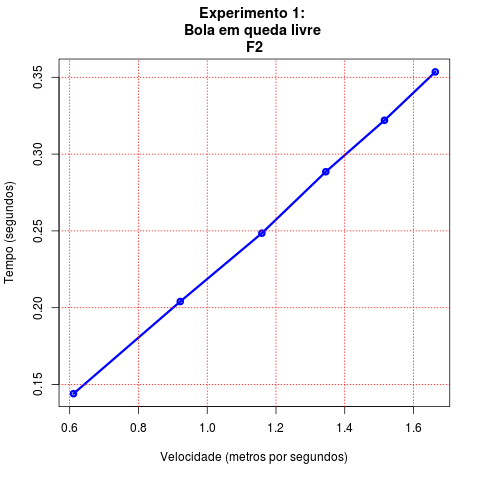 Experimento 1:
Bola em queda livre
F2
Tempo (segundos)
0.35
0.30
0.25
0.20
0.15
0.6 0.8 1.0 1.2 1.4 1.6
Velocidade (metros por segundos)